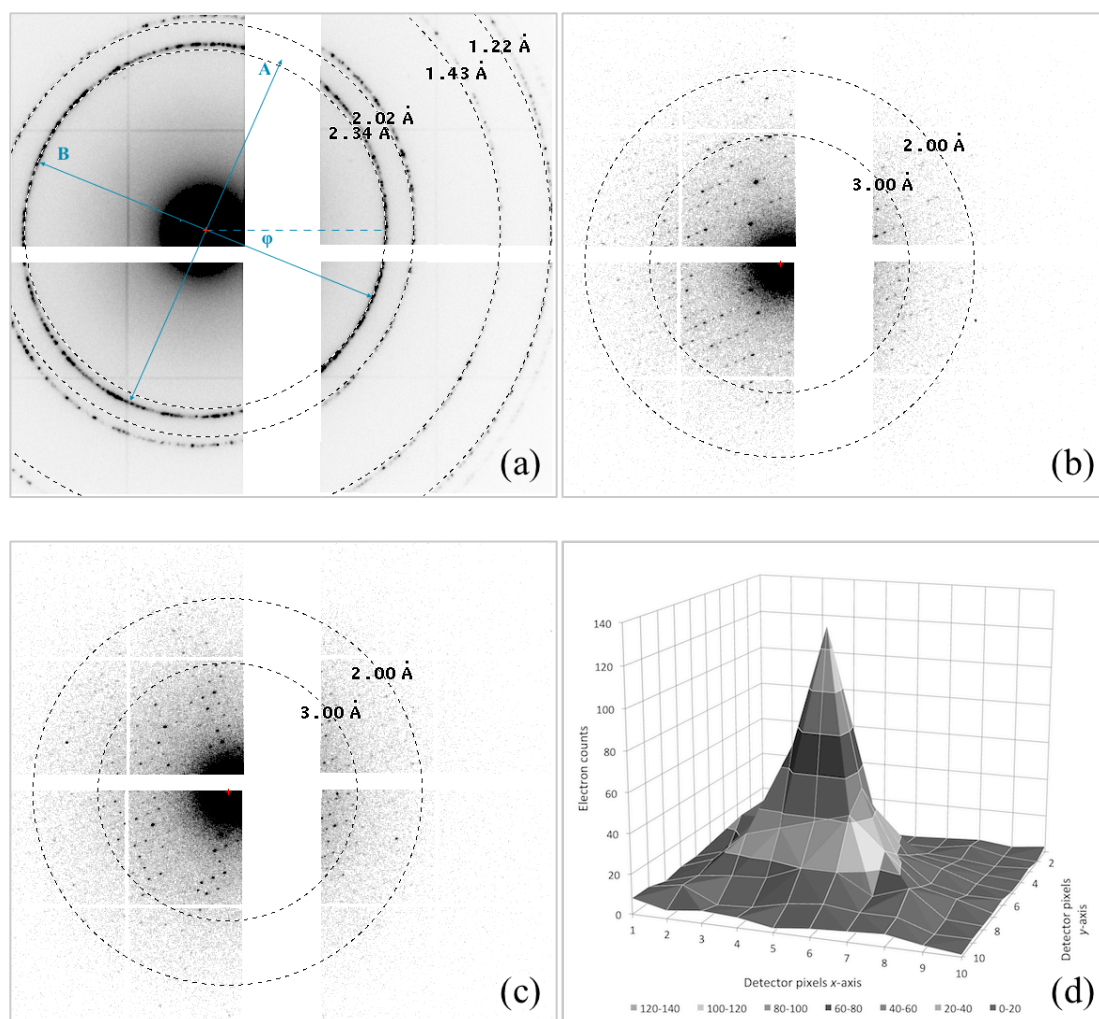 A
1.22 Å
1.43 Å
2.02 Å
2.34 Å
B
φ
(a)
2.00 Å
3.00 Å
(b)
2.00 Å
3.00 Å
(c)
140
120
100
80
60
40
20
0
Electron counts
1 2 3 4 5 6 7 8 9 10
Detector pixels x-axis
2
4
6
8
10
Detector pixels
y-axis
120-140 100-120 80-100 60-80 40-60 20-40 0-20
(d)